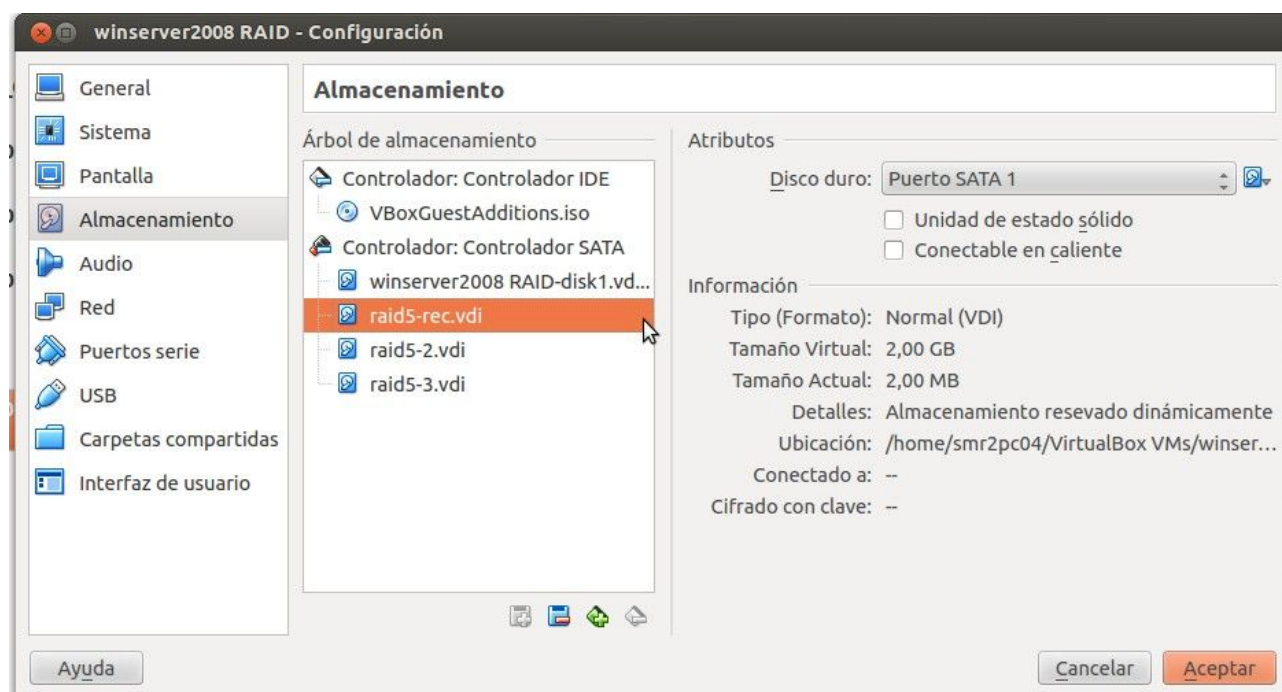 winserver2008 RAID - Configuración
General
Sistema
Pantalla
Almacenamiento
Audio
Red
Puertos serie
USB
Carpetas compartidas
Interfaz de usuario
Almacenamiento
Árbol de almacenamiento
Controlador: Controlador IDE
VBoxGuestAdditions.iso
Controlador: Controlador SATA
winserver2008 RAID-disk1.vd...
raid5-rec.vdi
raid5-2.vdi
raid5-3.vdi
Atributos
Disco duro: Puerto SATA 1
Unidad de estado sólido
Conectable en caliente
Información
Tipo (Formato): Normal (VDI)
Tamaño Virtual: 2,00 GB
Tamaño Actual: 2,00 MB
Detalles: Almacenamiento resevado dinámicamente
Ubicación: /home/smr2pc04/VirtualBox VMs/winser...
Conectado a: --
Cifrado con clave: --
Ayuda
Cancelar
Aceptar